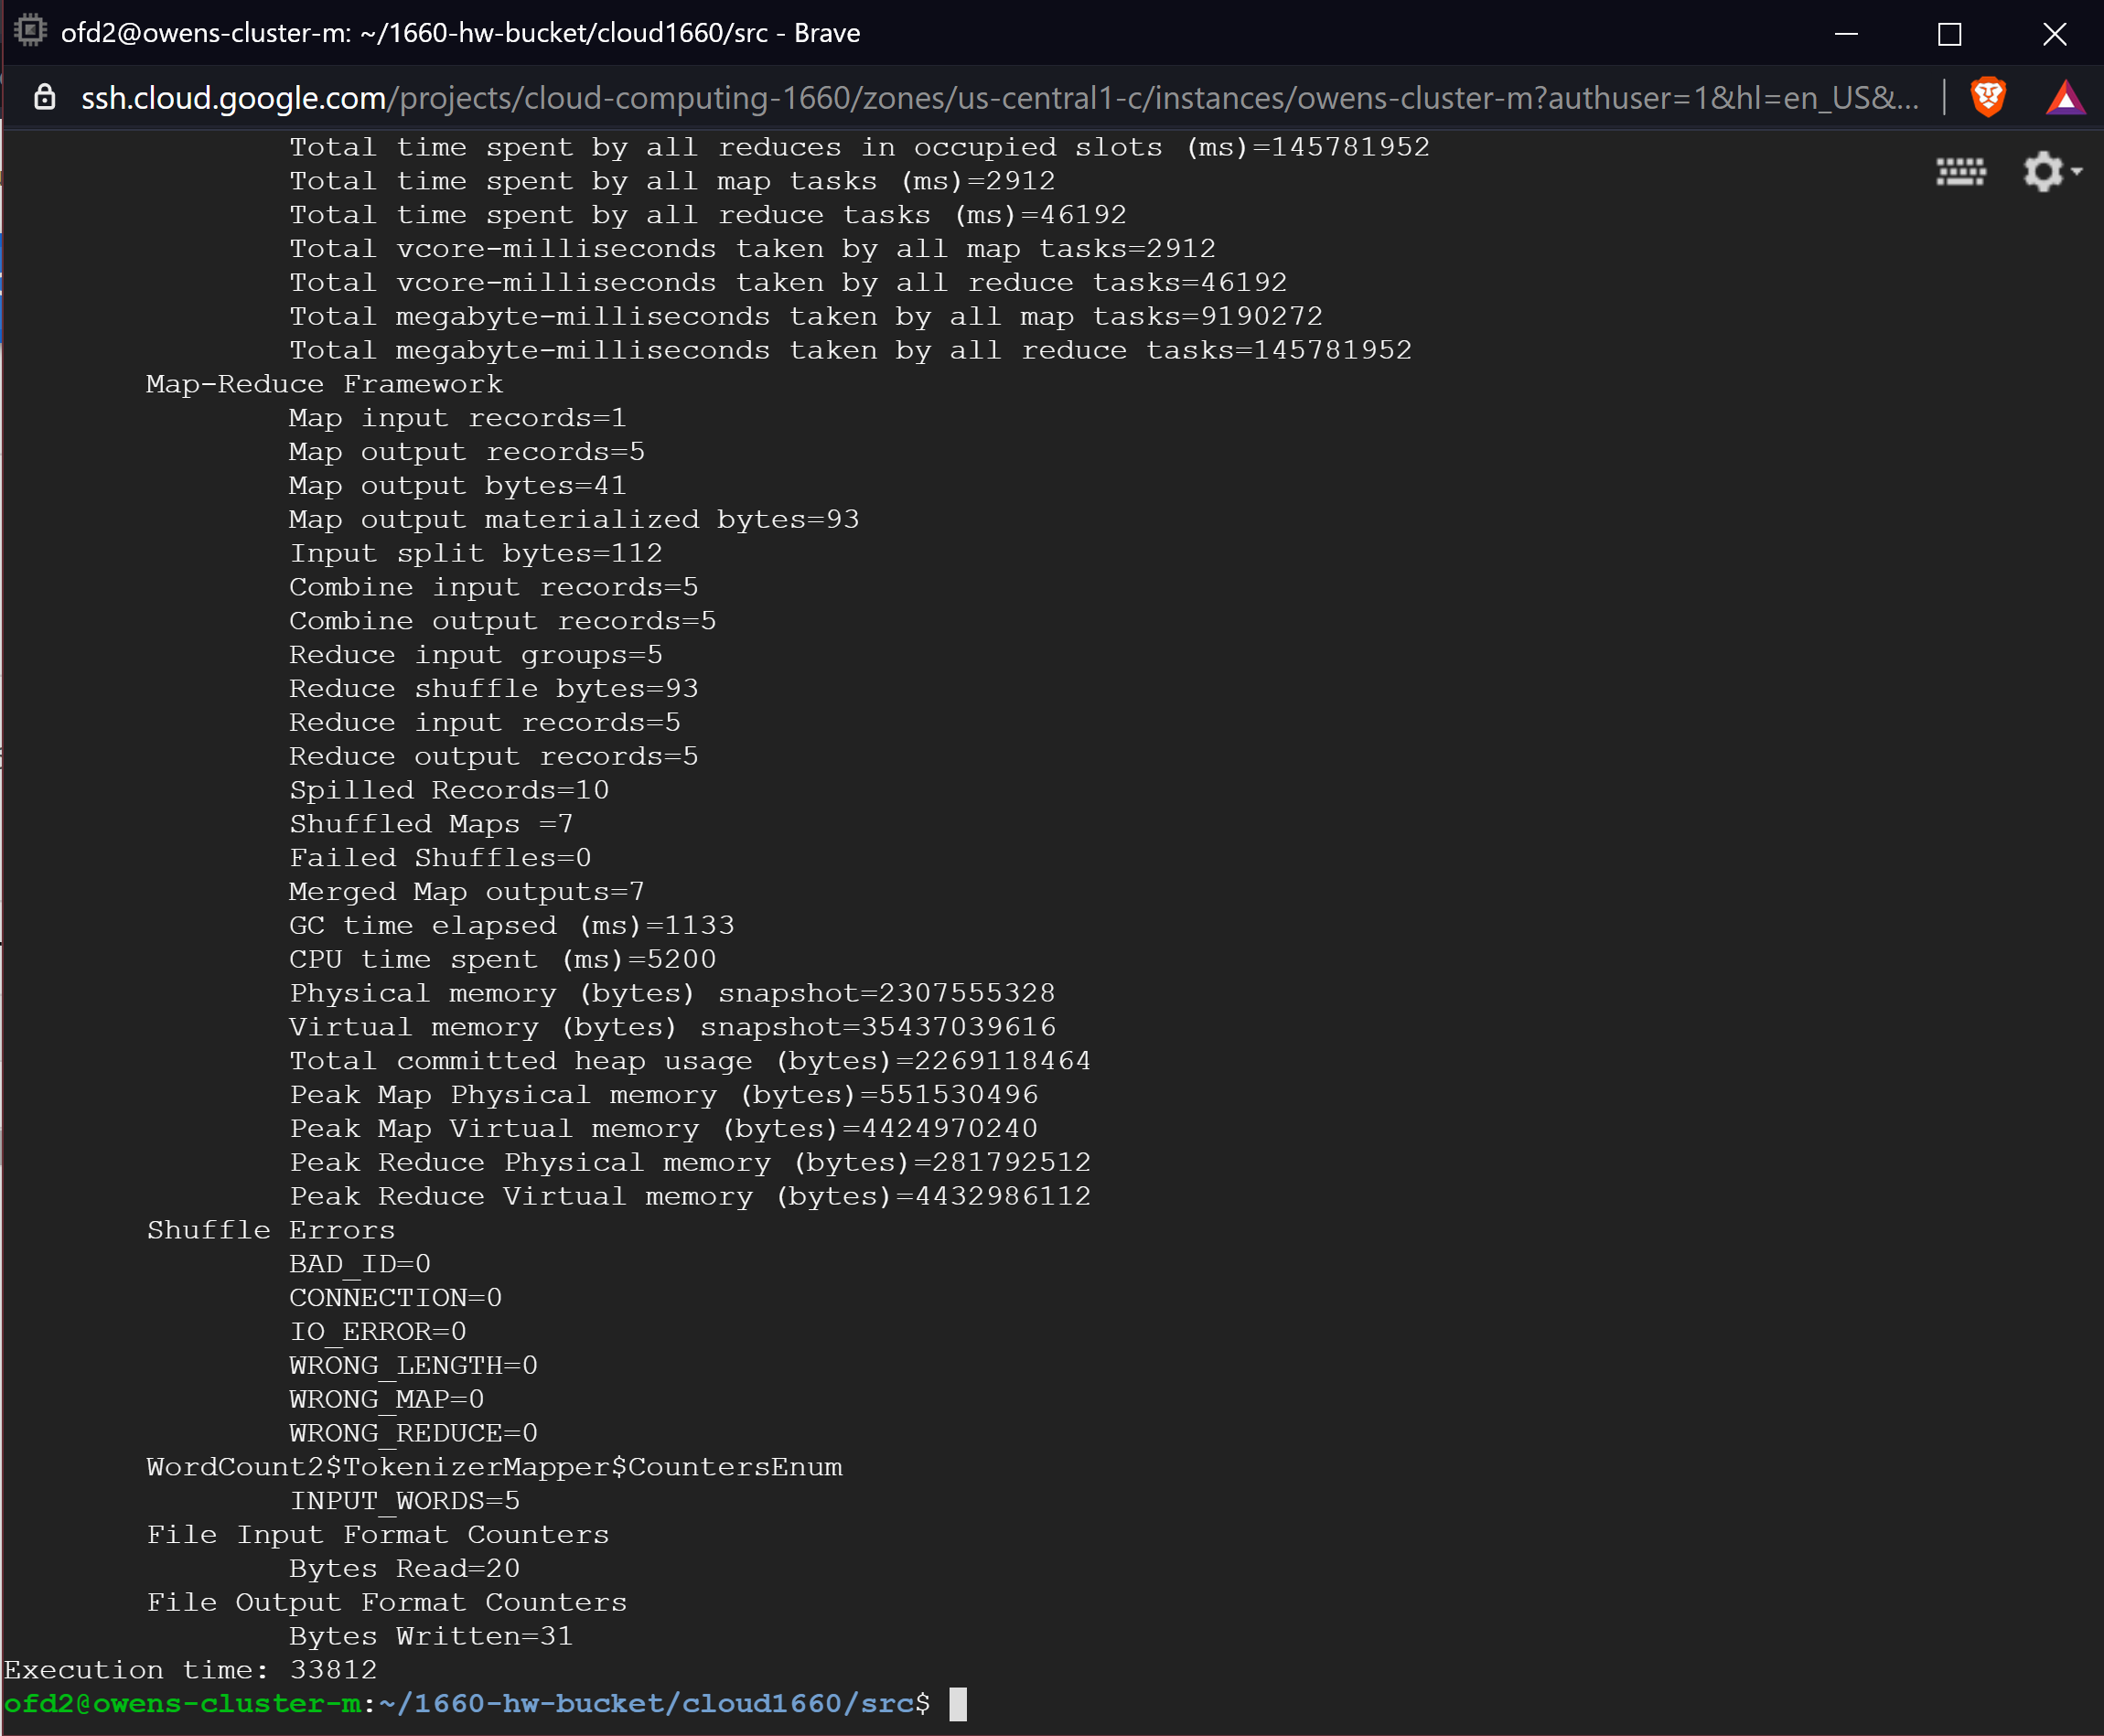 ofd2@owens-cluster-m: ~/1660-hw-bucket/cloud1660/src - Brave
ssh.cloud.google.com/projects/cloud-computing-1660/zones/us-central1-c/instances/owens-cluster-m?authuser=1&hl=en_US&...
Total time spent by all reduces in occupied slots (ms)=145781952
Total time spent by all map tasks (ms)=2912
Total time spent by all reduce tasks (ms)=46192
Total vcore-milliseconds taken by all map tasks=2912
Total vcore-milliseconds taken by all reduce tasks=46192
Total megabyte-milliseconds taken by all map tasks=9190272
Total megabyte-milliseconds taken by all reduce tasks=145781952
Map-Reduce Framework
Map input records=1
Map output records=5
Map output bytes=41
Map output materialized bytes=93
Input split bytes=112
Combine input records=5
Combine output records=5
Reduce input groups=5
Reduce shuffle bytes=93
Reduce input records=5
Reduce output records=5
Spilled Records=10
Shuffled Maps =7
Failed Shuffles=0
Merged Map outputs=7
GC time elapsed (ms)=1133
CPU time spent (ms)=5200
Physical memory (bytes) snapshot=2307555328
Virtual memory (bytes) snapshot=35437039616
Total committed heap usage (bytes)=2269118464
Peak Map Physical memory (bytes)=551530496
Peak Map Virtual memory (bytes)=4424970240
Peak Reduce Physical memory (bytes)=281792512
Peak Reduce Virtual memory (bytes)=4432986112
Shuffle Errors
BAD_ID=0
CONNECTION=0
IO_ERROR=0
WRONG_LENGTH=0
WRONG_MAP=0
WRONG_REDUCE=0
WordCount2$TokenizerMapper$CountersEnum
INPUT_WORDS=5
File Input Format Counters
Bytes Read=20
File Output Format Counters
Bytes Written=31
Execution time: 33812
ofd2@owens-cluster-m:~/1660-hw-bucket/cloud1660/src$